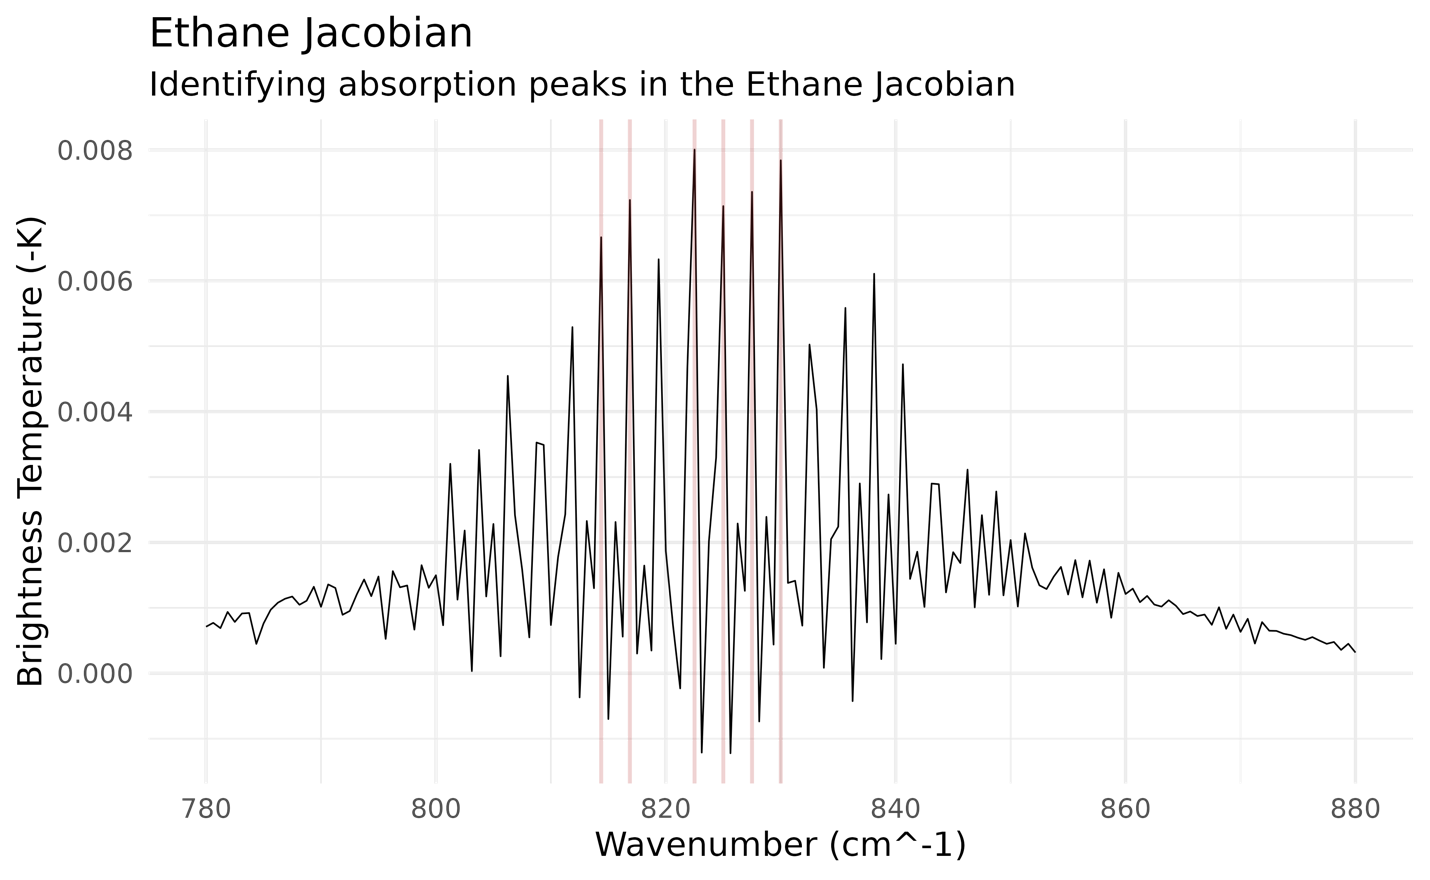 Ethane Jacobian
Identifying absorption peaks in the Ethane Jacobian
Brightness Temperature (-K)
0.008
0.006
0.004
0.002
0.000
780 800 820 840 860 880
Wavenumber (cm^-1)